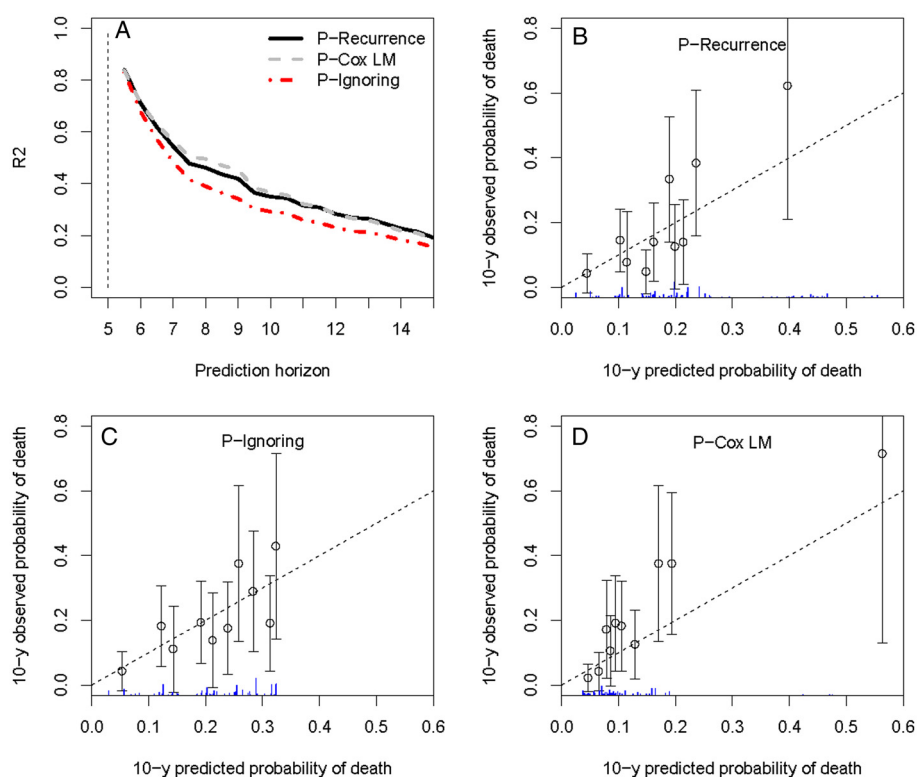 A
P−Recurrence
P−Cox LM
P−Ignoring
R2
0.0 0.2 0.4 0.6 0.8 1.0
5 6 7 8 9 10 12 14
Prediction horizon
B
P−Recurrence
10−y observed probability of death
0.0 0.2 0.4 0.6 0.8
0.0 0.1 0.2 0.3 0.4 0.5 0.6
10−y predicted probability of death
C
P−Ignoring
10−y observed probability of death
0.0 0.2 0.4 0.6 0.8
0.0 0.1 0.2 0.3 0.4 0.5 0.6
10−y predicted probability of death
D
P−Cox LM
10−y observed probability of death
0.0 0.2 0.4 0.6 0.8
0.0 0.1 0.2 0.3 0.4 0.5 0.6
10−y predicted probability of death